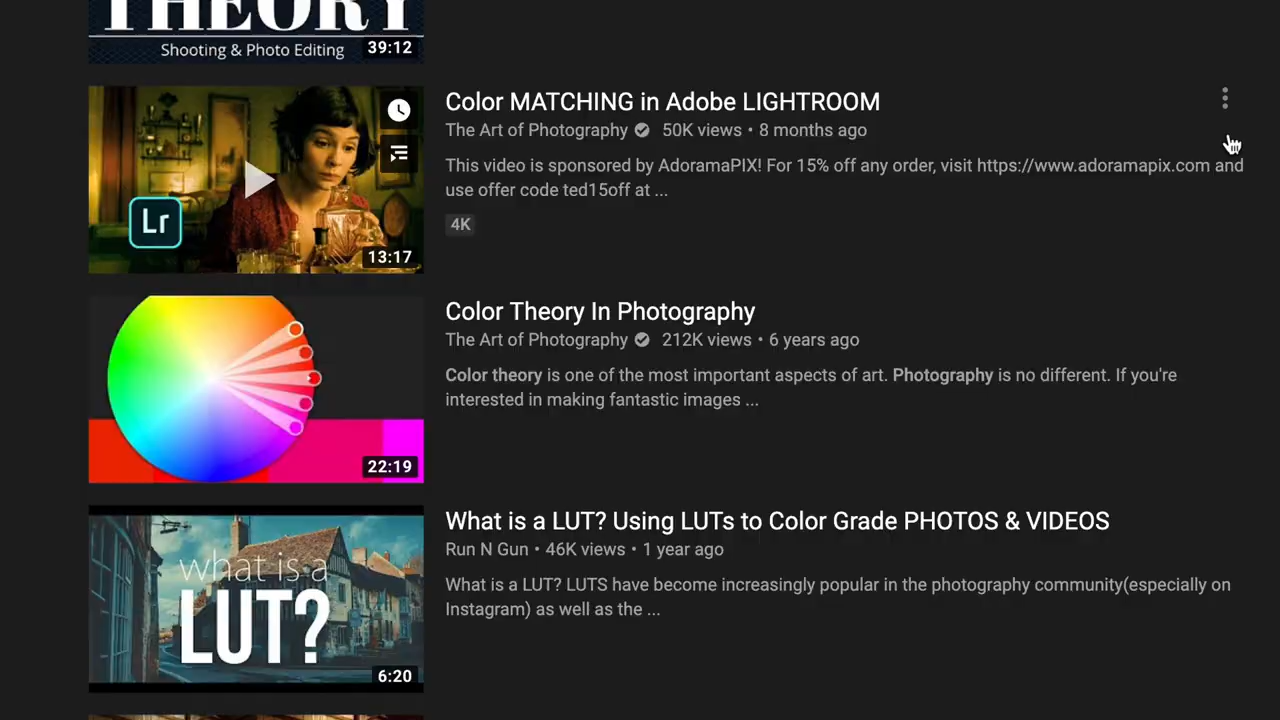 THEORY
Shooting & Photo Editing
39:12
Color MATCHING in Adobe LIGHTROOM
The Art of Photography 50K views • 8 months ago
This video is sponsored by AdoramaPIX! For 15% off any order, visit https://www.adoramapix.com and
use offer code ted15off at ...
4K
Lr
13:17
Color Theory In Photography
The Art of Photography 212K views • 6 years ago
Color theory is one of the most important aspects of art. Photography is no different. If you're
interested in making fantastic images ...
22:19
What is a LUT? Using LUTs to Color Grade PHOTOS & VIDEOS
Run N Gun • 46K views • 1 year ago
What is a LUT? LUTS have become increasingly popular in the photography community(especially on
Instagram) as well as the ...
what is a
LUT?
6:20